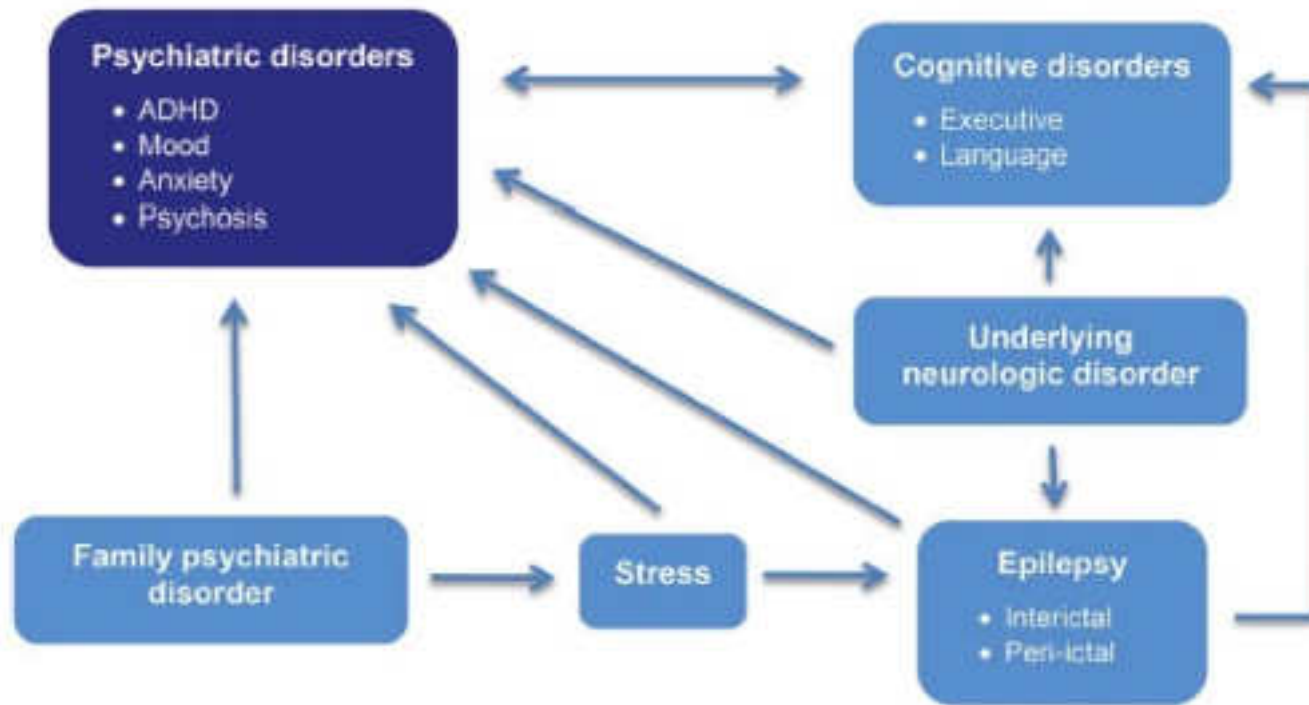 Psychiatric disorders
• ADHD
• Mood
• Anxiety
• Psychosis
Cognitive disorders
• Executive
• Language
Underlying
neurologic disorder
Family psychiatric
disorder
Stress
Epilepsy
• Interictal
• Peri-ictal